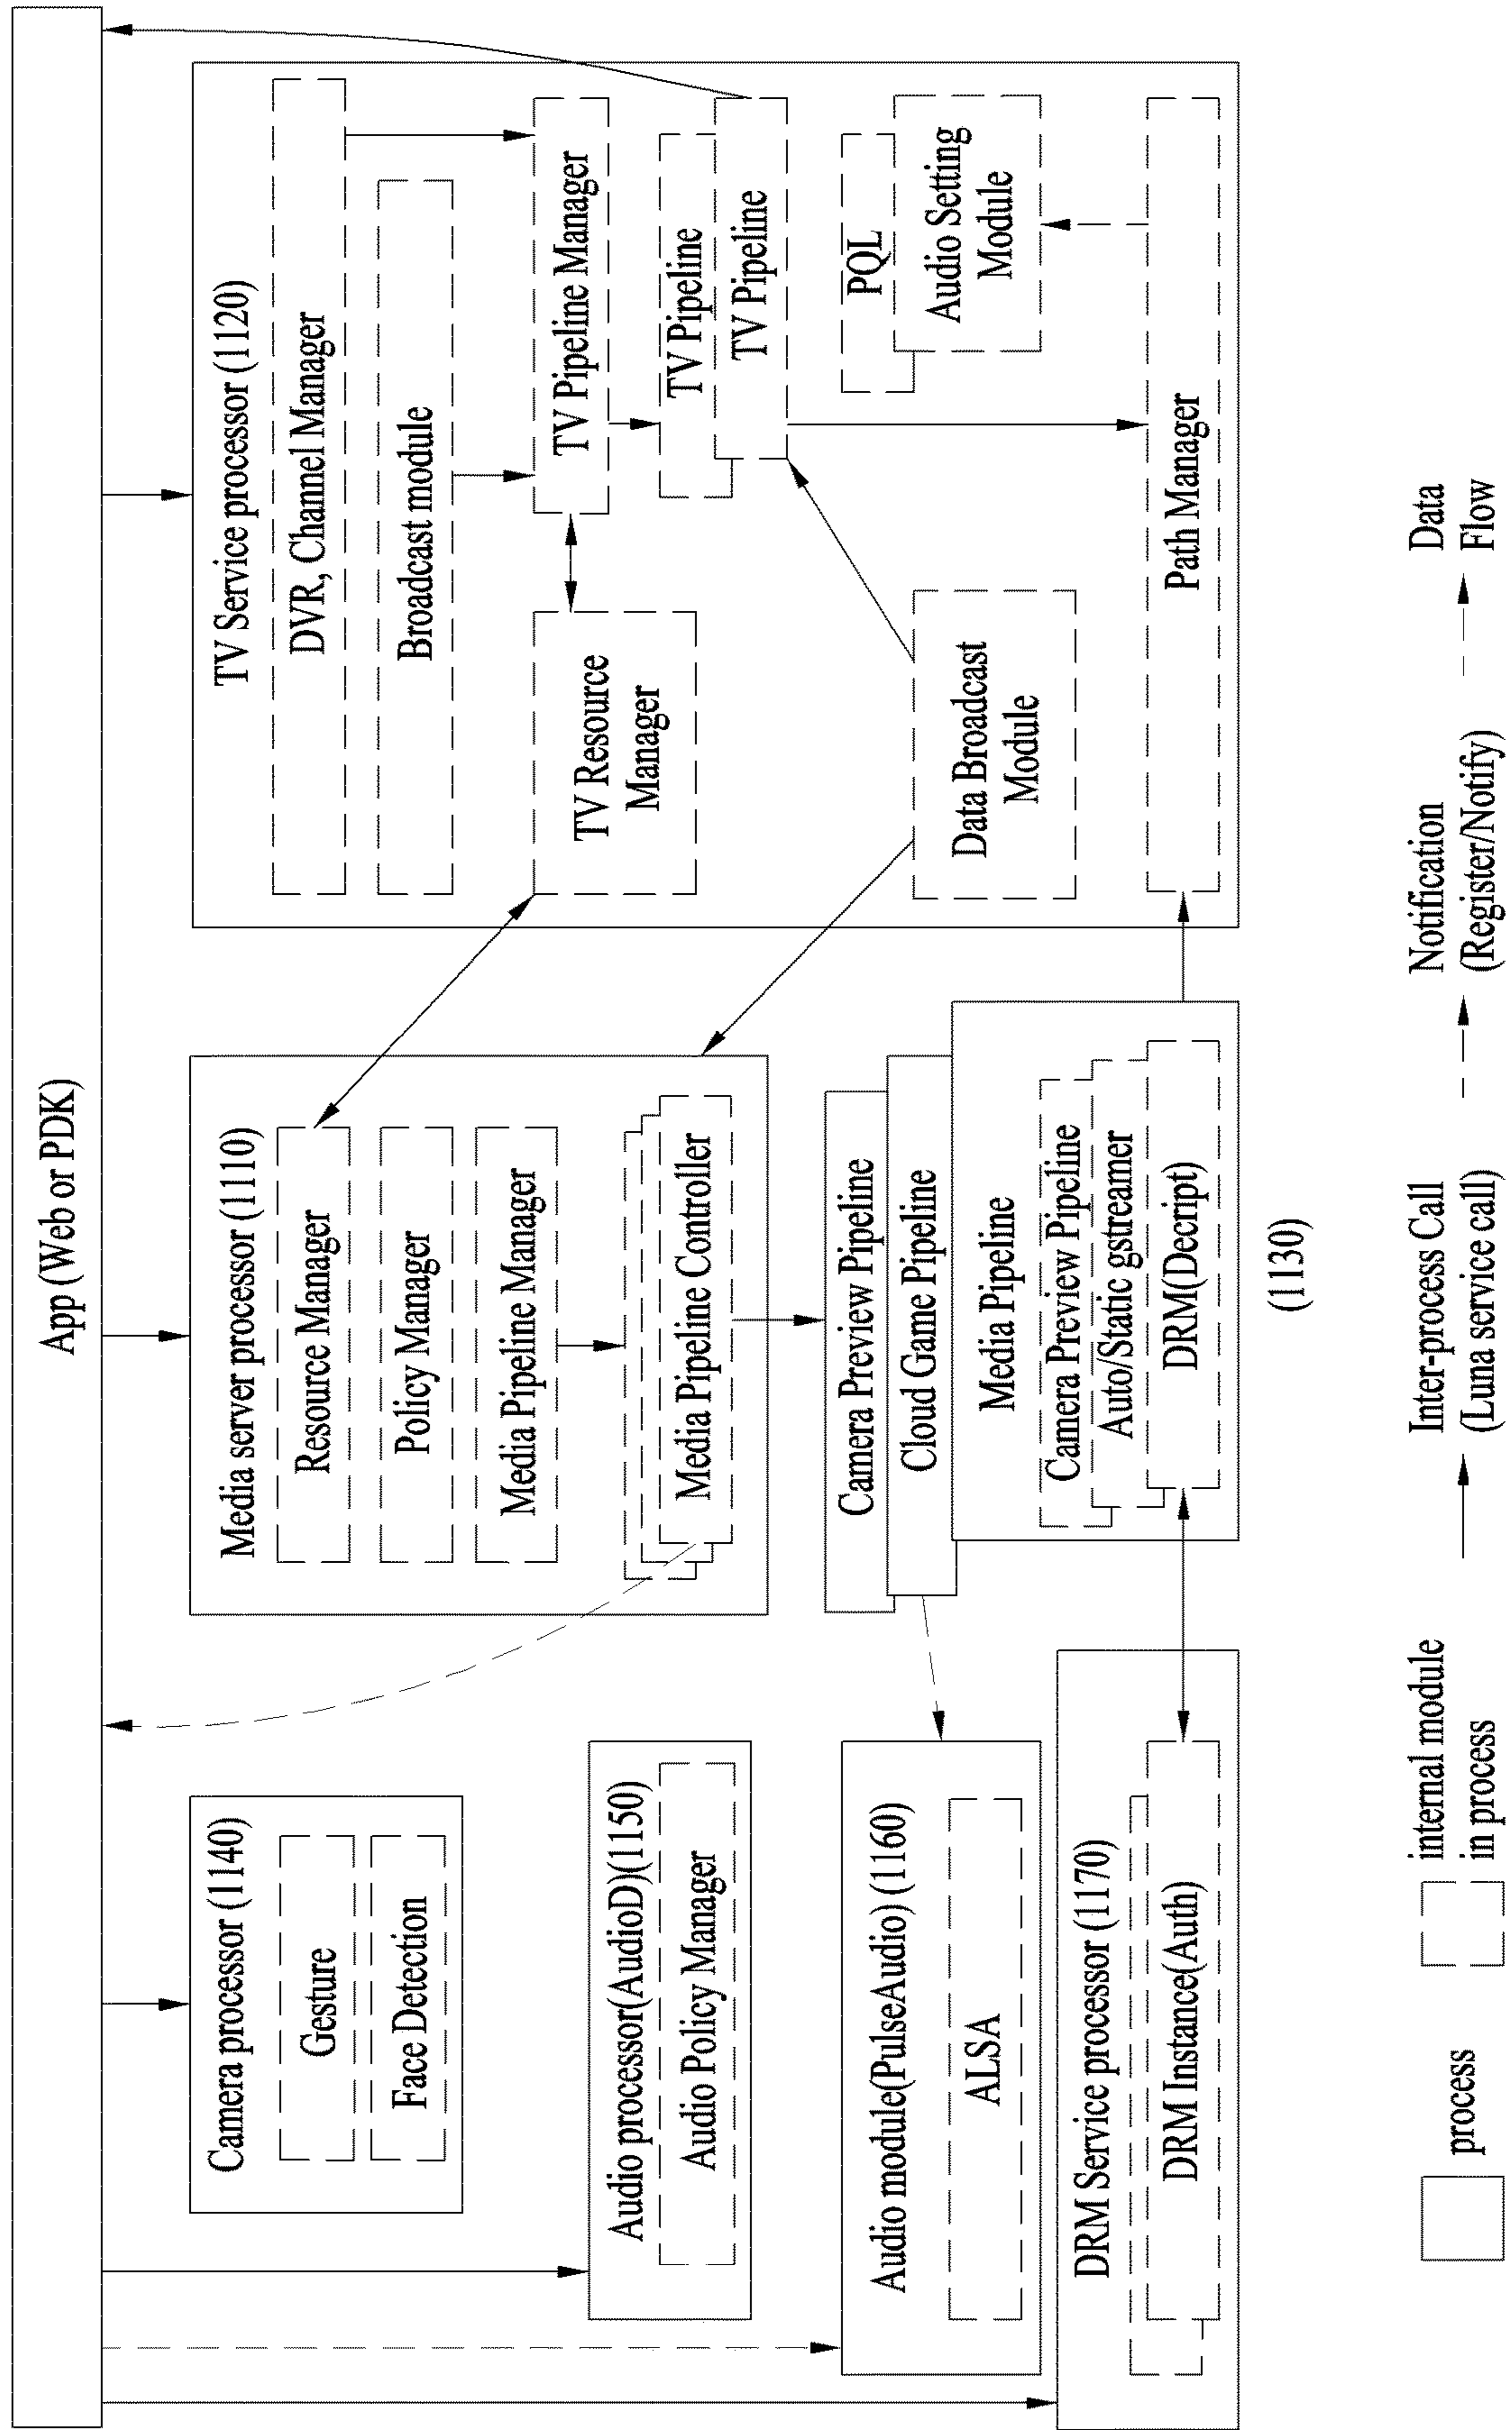 App (Web or PDK)
Camera processor (1140)
Gesture
Face Detection
Audio processor(AudioD)(1150)
Audio Policy Manager
Audio module(PulseAudio) (1160)
ALSA
DRM Service processor (1170)
DRM Instance(Auth)
Media server processor (1110)
Resource Manager
Policy Manager
Media Pipeline Manager
Media Pipeline Controller
Camera Preview Pipeline
Cloud Game Pipeline
Media Pipeline
Camera Preview Pipeline
Auto/Static gstreamer
DRM(Decript)
(1130)
TV Service processor (1120)
DVR, Channel Manager
Broadcast module
TV Resource
Manager
TV Pipeline Manager
TV Pipeline
TV Pipeline
Data Broadcast
Module
PQL
Audio Setting
Module
Path Manager
process
internal module
in process
Inter-process Call
(Luna service call)
Notification
(Register/Notify)
Data
Flow